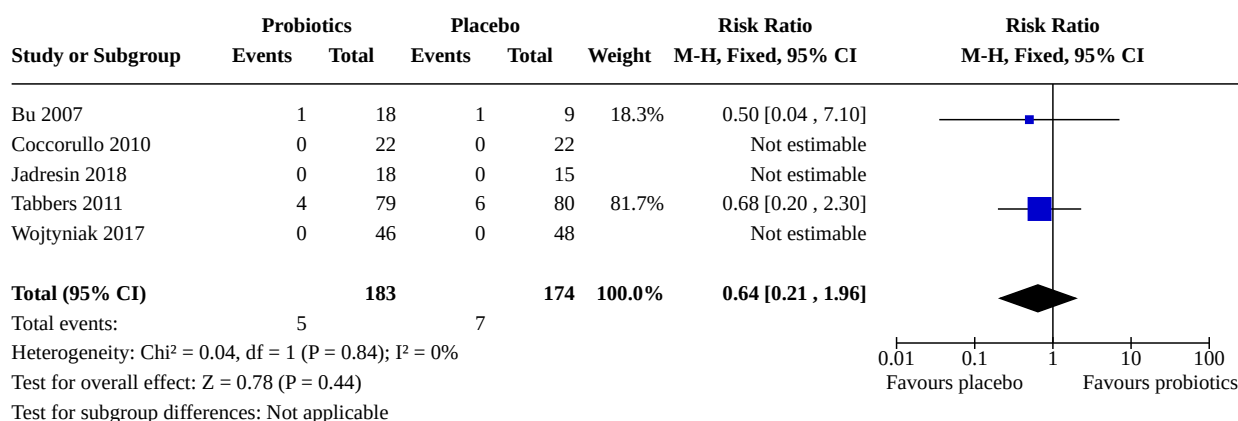 Probiotics Placebo Risk Ratio Risk Ratio
Study or Subgroup Events Total Events Total Weight M-H, Fixed, 95% CI M-H, Fixed, 95% CI
Bu 2007 1 18 1 9 18.3% 0.50 [0.04 , 7.10]
Coccorullo 2010 0 22 0 22 Not estimable
Jadresin 2018 0 18 0 15 Not estimable
Tabbers 2011 4 79 6 80 81.7% 0.68 [0.20 , 2.30]
Wojtyniak 2017 0 46 0 48 Not estimable
Total (95% CI) 183 174 100.0% 0.64 [0.21 , 1.96]
Total events: 5 7
Heterogeneity: Chi² = 0.04, df = 1 (P = 0.84); I² = 0%
0.01 0.1 1 10 100
Test for overall effect: Z = 0.78 (P = 0.44)
Favours placebo Favours probiotics
Test for subgroup differences: Not applicable